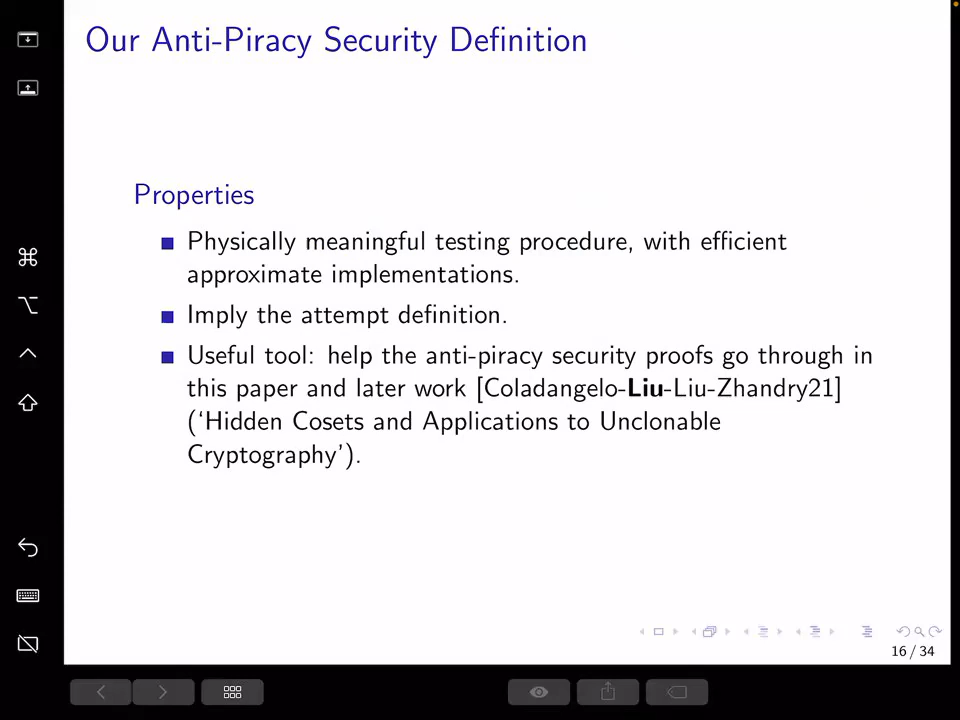 Our Anti-Piracy Security Definition
Properties
Physically meaningful testing procedure, with efficient
approximate implementations.
Imply the attempt definition.
Useful tool: help the anti-piracy security proofs go through in
this paper and later work [Coladangelo-Liu-Liu-Zhandry21]
(‘Hidden Cosets and Applications to Unclonable
Cryptography’).
16 / 34